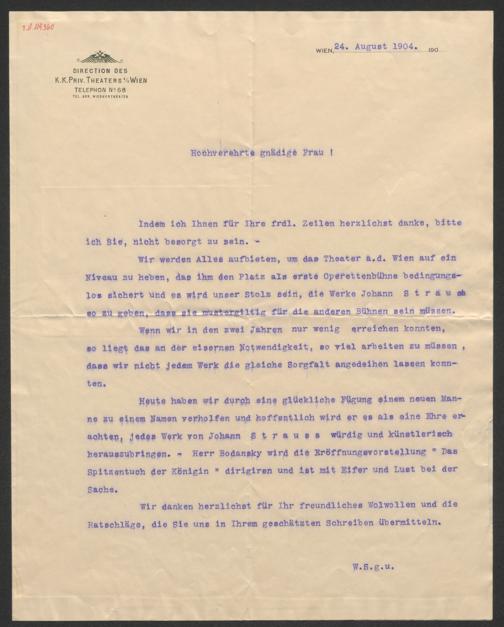 DIRECTION DES
K.K. PRIV. THEATERS A/D WIEN
TELEPHON No 68
WIEN, 24. August 1904. 190
Hochverehrte gnädige Frau !
Indem ich Ihnen für Ihre frdl. Zeilen herzlichst danke, bitte
ich Sie, nicht besorgt zu sein. -
Wir werden Alles aufbieten, um das Theater a.d. Wien auf ein
Niveau zu heben, das ihm den Platz als erste Operettenbühne bedingungs-
los sichert und es wird unser Stolz sein, die Werke Johann S t r a u ss
so zu geben, dass sie mustergiltig für die anderen Bühnen sein müssen.
Wenn wir in den zwei Jahren nur wenig erreichen konnten,
so liegt das an der eisernen Notwendigkeit, so viel arbeiten zu müssen ,
dass wir nicht jedem Werk die gleiche Sorgfalt angedeihen lassen konn-
ten.
Heute haben wir durch eine glückliche Fügung einem neuen Man-
ne zu einem Namen verholfen und hoffentlich wird er es als eine Ehre er-
achten, jedes Werk von Johann S t r a u s s würdig und künstlerisch
herauszubringen. - Herr Bodansky wird die Eröffnungsvorstellung " Das
Spitzentuch der Königin " dirigiren und ist mit Eifer und Lust bei der
Sache.
Wir danken herzlichst für Ihr freundliches Wolwollen und die
Ratschläge, die Sie uns in Ihrem geschätzten Schreiben übermitteln.
W.S.g.u.